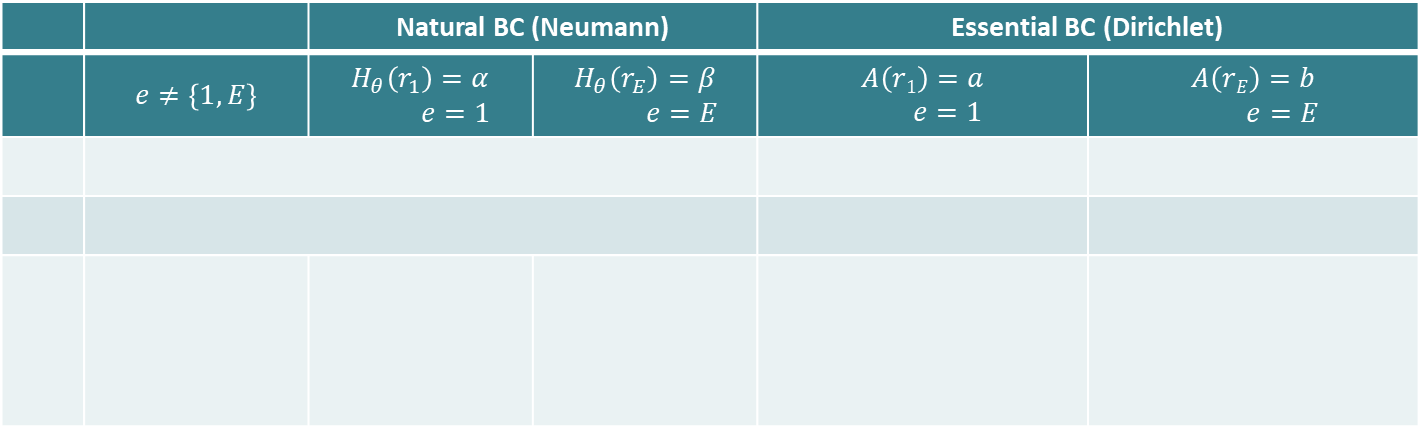 Natural BC (Neumann)
Essential BC (Dirichlet)
e ≠ {1, E}
H_θ(r_1) = α
e = 1
H_θ(r_E) = β
e = E
A(r_1) = a
e = 1
A(r_E) = b
e = E